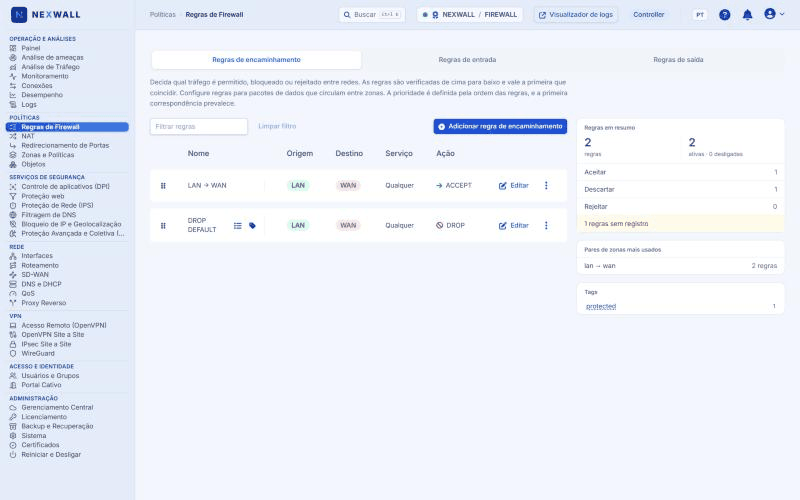 NEXWALL
Políticas
Regras de Firewall
Buscar Ctrl K
NEXWALL / FIREWALL
Visualizador de logs
Controller
PT
OPERAÇÃO E ANÁLISES
Painel
Análise de ameaças
Análise de Tráfego
Monitoramento
Conexões
Desempenho
Logs
POLÍTICAS
Regras de Firewall
NAT
Redirecionamento de Portas
Zonas e Políticas
Objetos
SERVIÇOS DE SEGURANÇA
Controle de aplicativos (DPI)
Proteção web
Proteção de Rede (IPS)
Filtragem de DNS
Bloqueio de IP e Geolocalização
Proteção Avançada e Coletiva (...
REDE
Interfaces
Roteamento
SD-WAN
DNS e DHCP
QoS
Proxy Reverso
VPN
Acesso Remoto (OpenVPN)
OpenVPN Site a Site
IPsec Site a Site
WireGuard
ACESSO E IDENTIDADE
Usuários e Grupos
Portal Cativo
ADMINISTRAÇÃO
Gerenciamento Central
Licenciamento
Backup e Recuperação
Sistema
Certificados
Reiniciar e Desligar
Regras de encaminhamento
Regras de entrada
Regras de saída
Decida qual tráfego é permitido, bloqueado ou rejeitado entre redes. As regras são verificadas de cima para baixo e vale a primeira que
coincidir. Configure regras para pacotes de dados que circulam entre zonas. A prioridade é definida pela ordem das regras, e a primeira
correspondência prevalece.
Filtrar regras
Limpar filtro
Adicionar regra de encaminhamento
Nome Origem Destino Serviço Ação
LAN → WAN LAN WAN Qualquer → ACCEPT Editar
DROP
DEFAULT LAN WAN Qualquer DROP Editar
Regras em resumo
2 2
regras ativas · 0 desligadas
Aceitar 1
Descartar 1
Rejeitar 0
1 regras sem registro
Pares de zonas mais usados
lan → wan 2 regras
Tags
protected 1